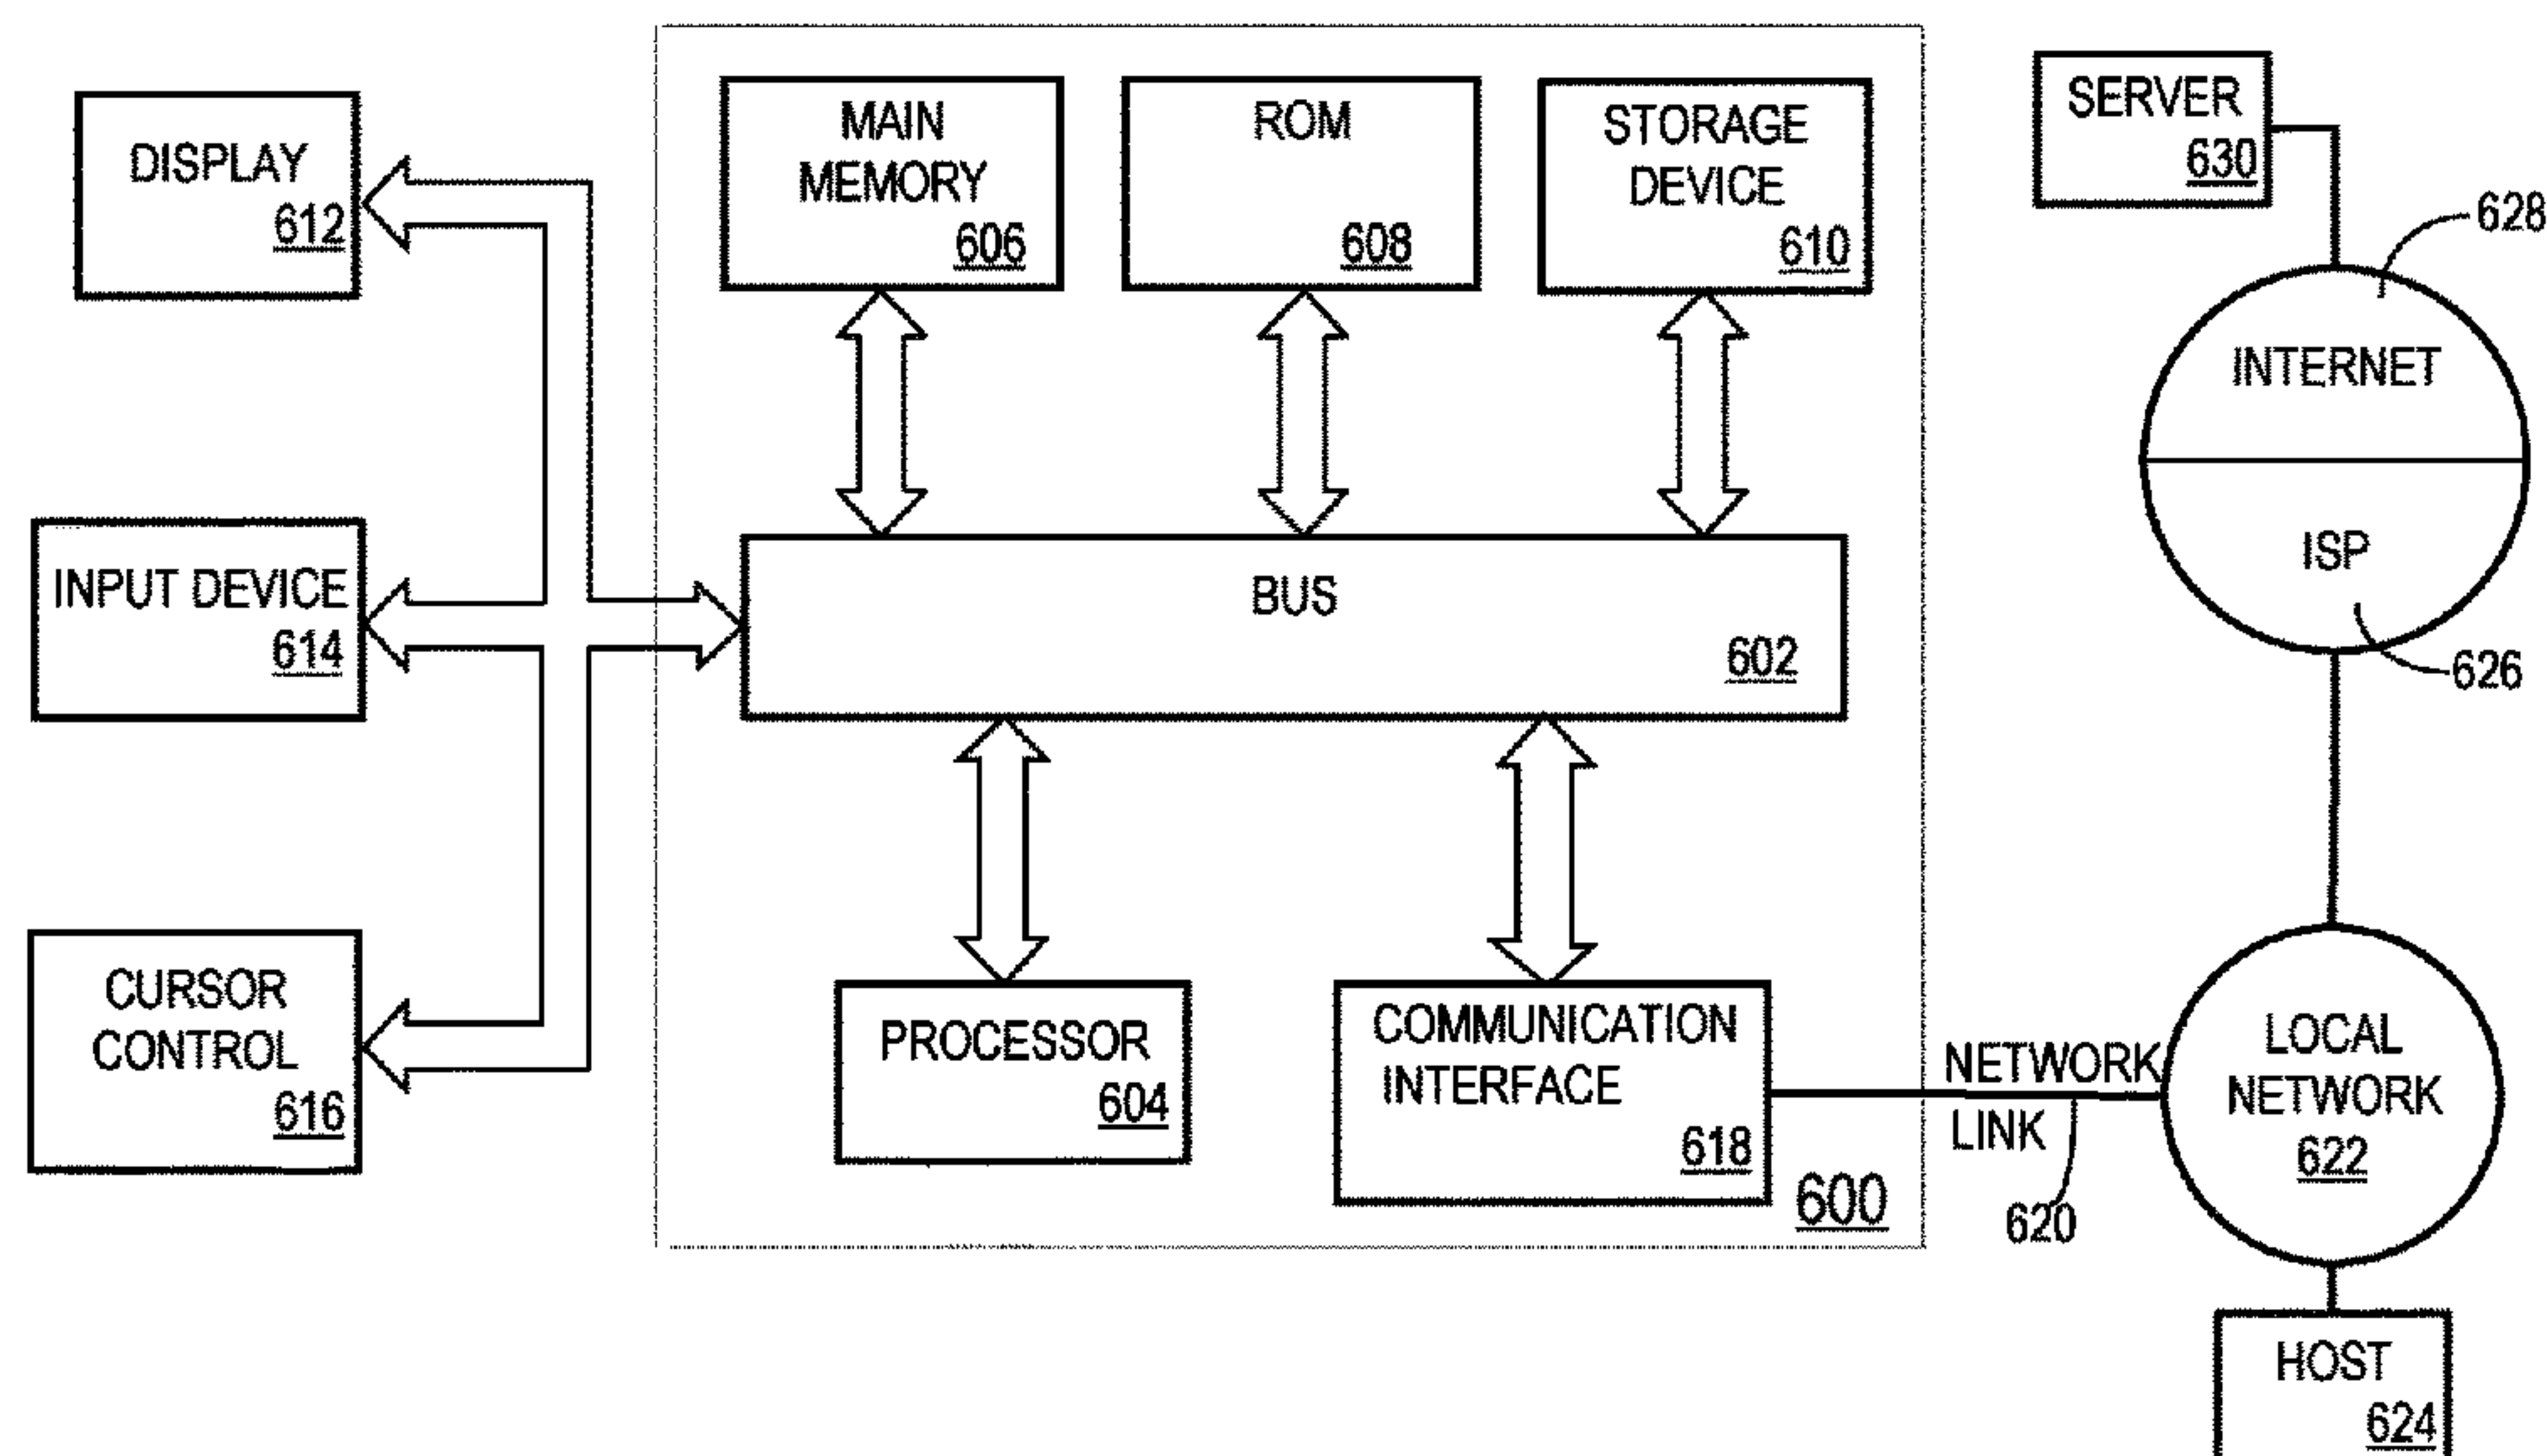 DISPLAY
612
INPUT DEVICE
614
CURSOR
CONTROL
616
MAIN
MEMORY
606
ROM
608
STORAGE
DEVICE
610
BUS
602
PROCESSOR
604
COMMUNICATION
INTERFACE
618
600
SERVER
630
628
INTERNET
ISP
626
NETWORK
LINK
620
LOCAL
NETWORK
622
HOST
624